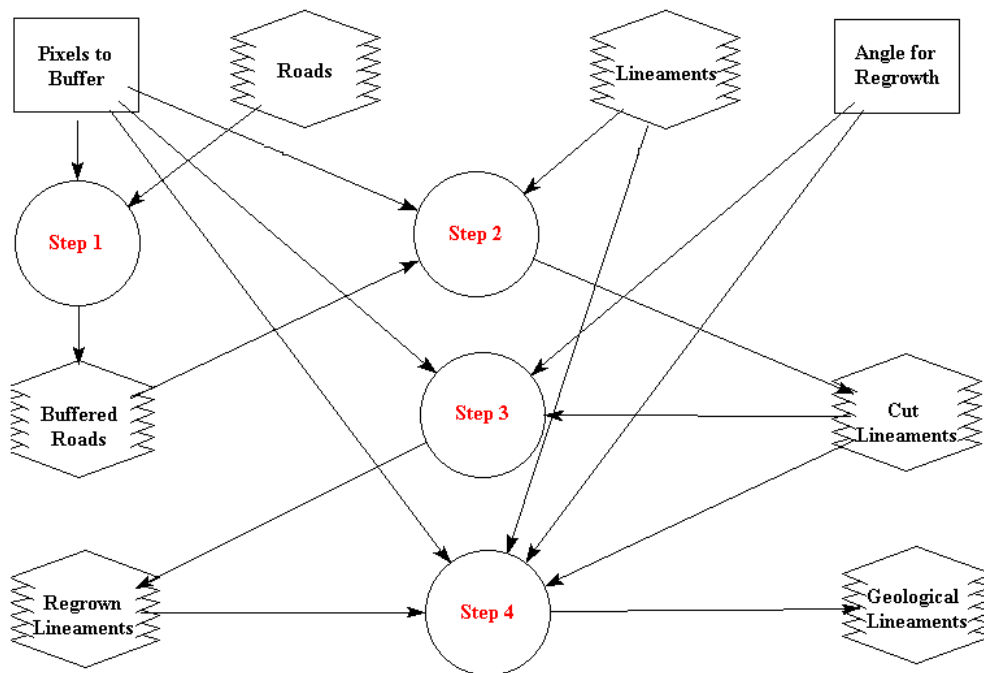 Pixels to
Buffer
Roads
Lineaments
Angle for
Regrowth
Step 1
Step 2
Buffered
Roads
Step 3
Cut
Lineaments
Regrown
Lineaments
Step 4
Geological
Lineaments